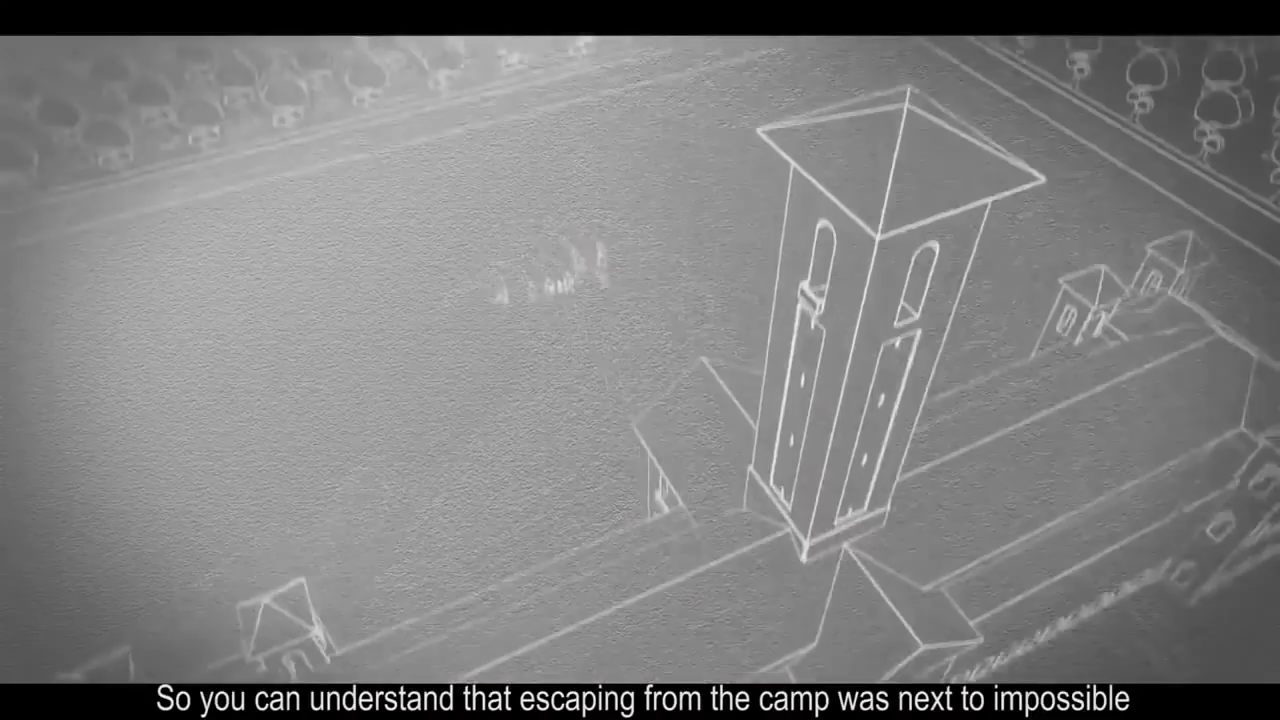 So you can understand that escaping from the camp was next to impossible